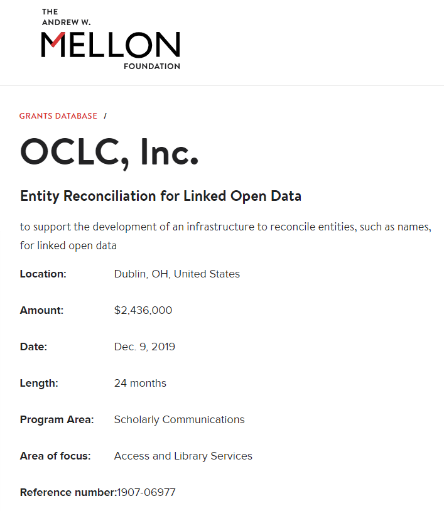 THE
ANDREW W.
MELLON
FOUNDATION
GRANTS DATABASE /
OCLC, Inc.
Entity Reconciliation for Linked Open Data
to support the development of an infrastructure to reconcile entities, such as names,
for linked open data
Location: Dublin, OH, United States
Amount: $2,436,000
Date: Dec. 9, 2019
Length: 24 months
Program Area: Scholarly Communications
Area of focus: Access and Library Services
Reference number:1907-06977